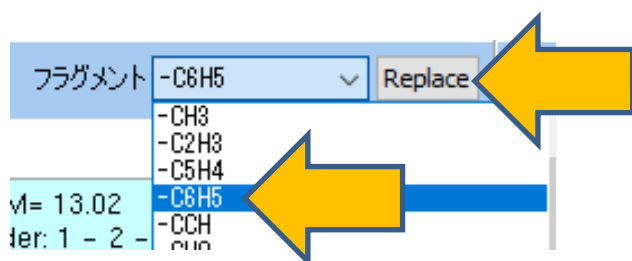 フラグメント -C6H5 Replace
-CH3
-C2H3
-C5H4
M= 13.02 -C6H5
der: 1 - 2 - -CCH